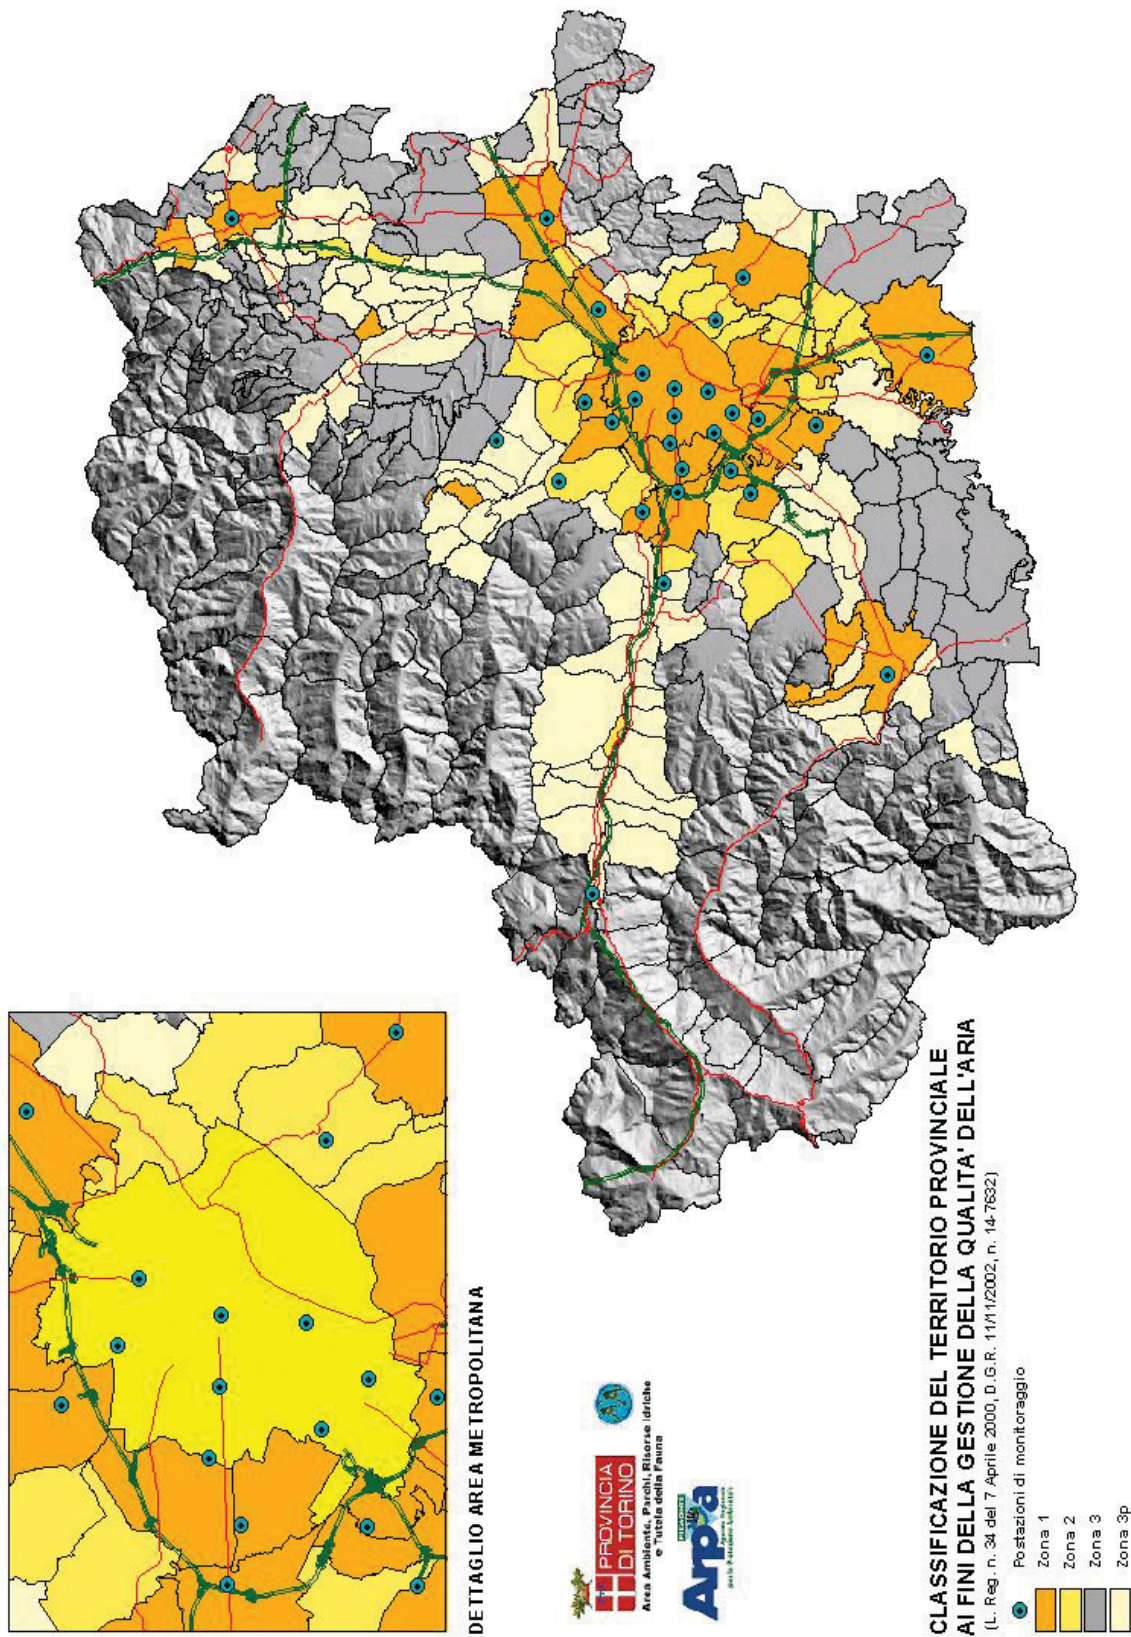 DETTAGLIO AREA METROPOLITANA
PROVINCIA
DI TORINO
Area Ambiente, Parchi, Risorse Idriche
e Tutela della Fauna
PIEMONTE
Arpa
CLASSIFICAZIONE DEL TERRITORIO PROVINCIALE
AI FINI DELLA GESTIONE DELLA QUALITA' DELL'ARIA
(L. Reg. n. 34 del 7 Aprile 2000, D.G.R. 11/11/2002, n. 14-7632)
Postazioni di monitoraggio
Zona 1
Zona 2
Zona 3
Zona 3p